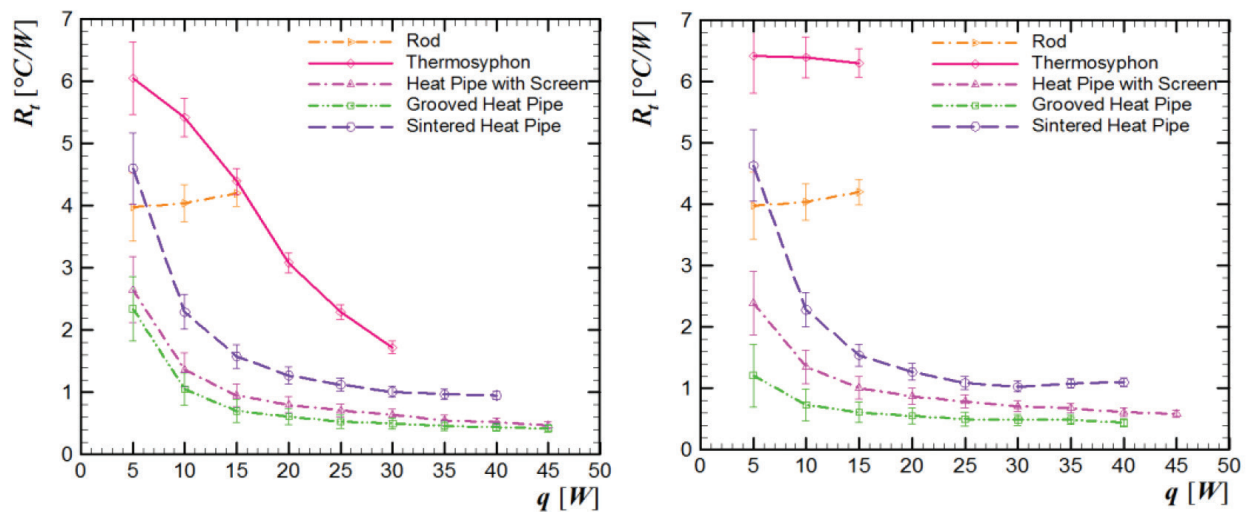 R_t [°C/W]
7
6
5
4
3
2
1
0
Rod
Thermosyphon
Heat Pipe with Screen
Grooved Heat Pipe
Sintered Heat Pipe
0 5 10 15 20 25 30 35 40 45 50
q [W]
R_t [°C/W]
7
6
5
4
3
2
1
0
Rod
Thermosyphon
Heat Pipe with Screen
Grooved Heat Pipe
Sintered Heat Pipe
0 5 10 15 20 25 30 35 40 45 50
q [W]